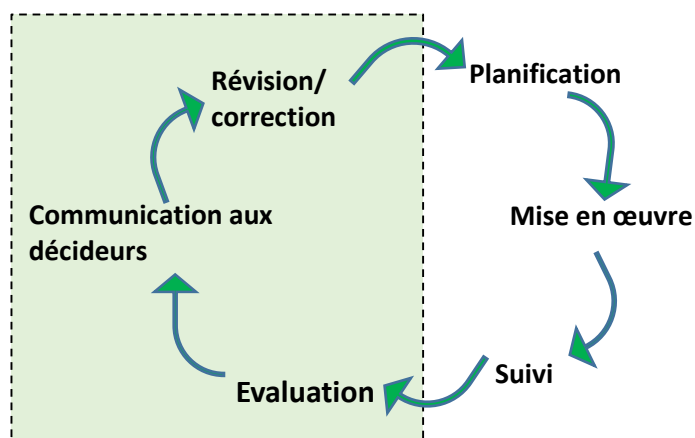 Révision/
correction
Planification
Communication aux
décideurs
Mise en œuvre
Evaluation
Suivi